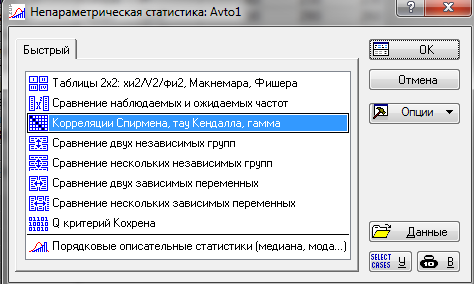 Непараметрическая статистика: Avto1
Быстрый
Таблицы 2x2: хи2/V2/фи2, Макнемара, Фишера
Сравнение наблюдаемых и ожидаемых частот
Корреляции Спирмена, тау Кендалла, гамма
Сравнение двух независимых групп
Сравнение нескольких независимых групп
Сравнение двух зависимых переменных
Сравнение нескольких зависимых переменных
Q критерий Кохрена
Порядковые описательные статистики (медиана, мода...)
OK
Отмена
Опции
Данные
SELECT CASES У
В